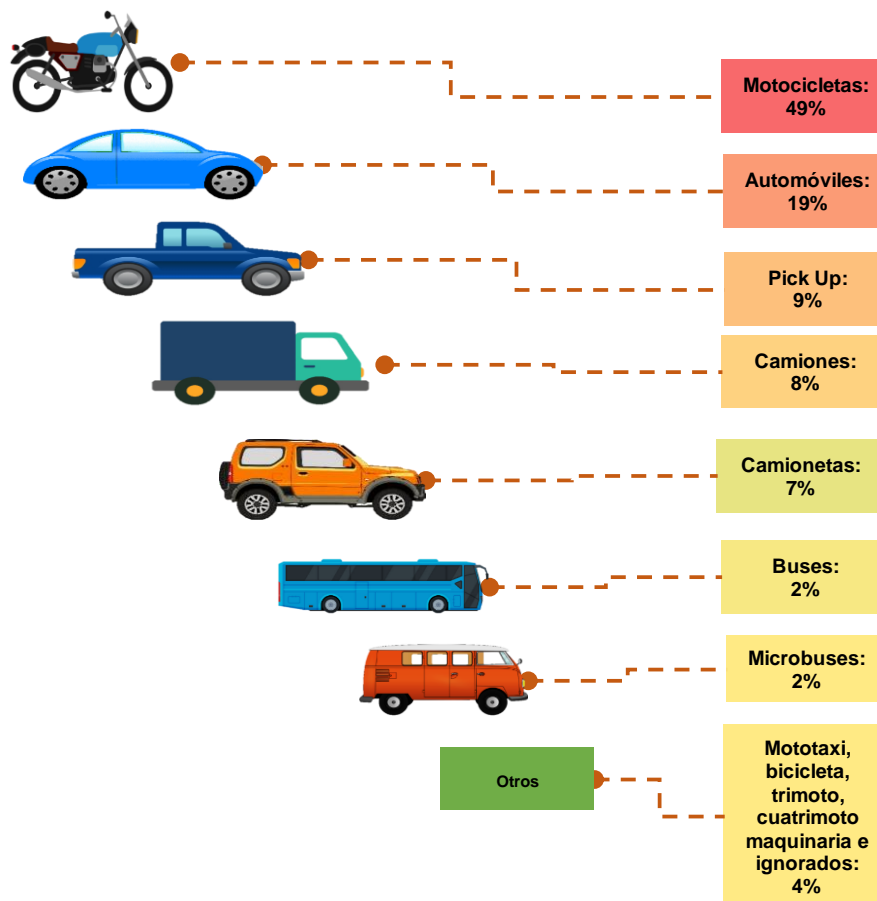 Motocicletas:
49%
Automóviles:
19%
Pick Up:
9%
Camiones:
8%
Camionetas:
7%
Buses:
2%
Microbuses:
2%
Otros
Mototaxi,
bicicleta,
trimoto,
cuatrimoto
maquinaria e
ignorados:
4%